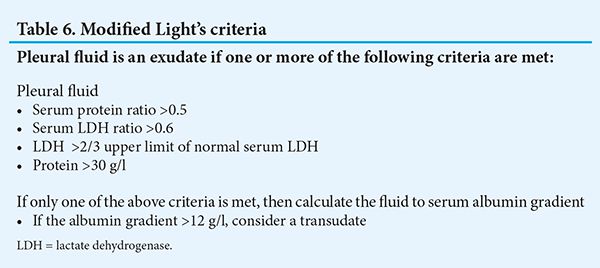 Table 6. Modified Light's criteria
Pleural fluid is an exudate if one or more of the following criteria are met:
Pleural fluid
• Serum protein ratio >0.5
• Serum LDH ratio >0.6
• LDH >2/3 upper limit of normal serum LDH
• Protein >30 g/l
If only one of the above criteria is met, then calculate the fluid to serum albumin gradient
• If the albumin gradient >12 g/l, consider a transudate
LDH = lactate dehydrogenase.